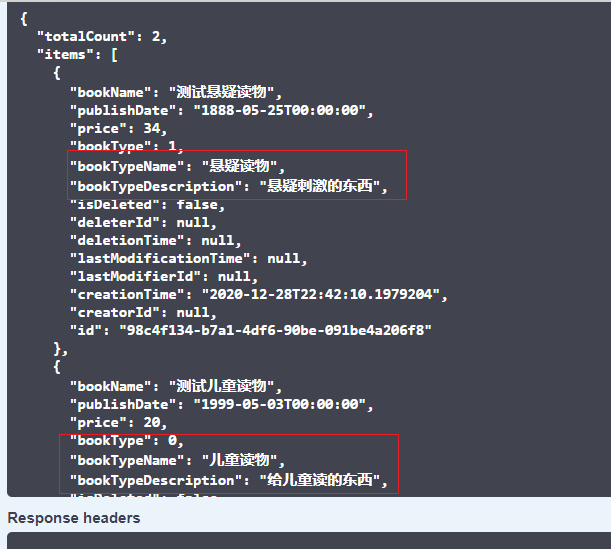 {
"totalCount": 2,
"items": [
{
"bookName": "测试悬疑读物",
"publishDate": "1888-05-25T00:00:00",
"price": 34,
"bookType": 1,
"bookTypeName": "悬疑读物",
"bookTypeDescription": "悬疑刺激的东西",
"isDeleted": false,
"deleterId": null,
"deletionTime": null,
"lastModificationTime": null,
"lastModifierId": null,
"creationTime": "2020-12-28T22:42:10.1979204",
"creatorId": null,
"id": "98c4f134-b7a1-4df6-90be-091be4a206f8"
},
{
"bookName": "测试儿童读物",
"publishDate": "1999-05-03T00:00:00",
"price": 20,
"bookType": 0,
"bookTypeName": "儿童读物",
"bookTypeDescription": "给儿童读的东西",
"isDeleted": false,
Response headers